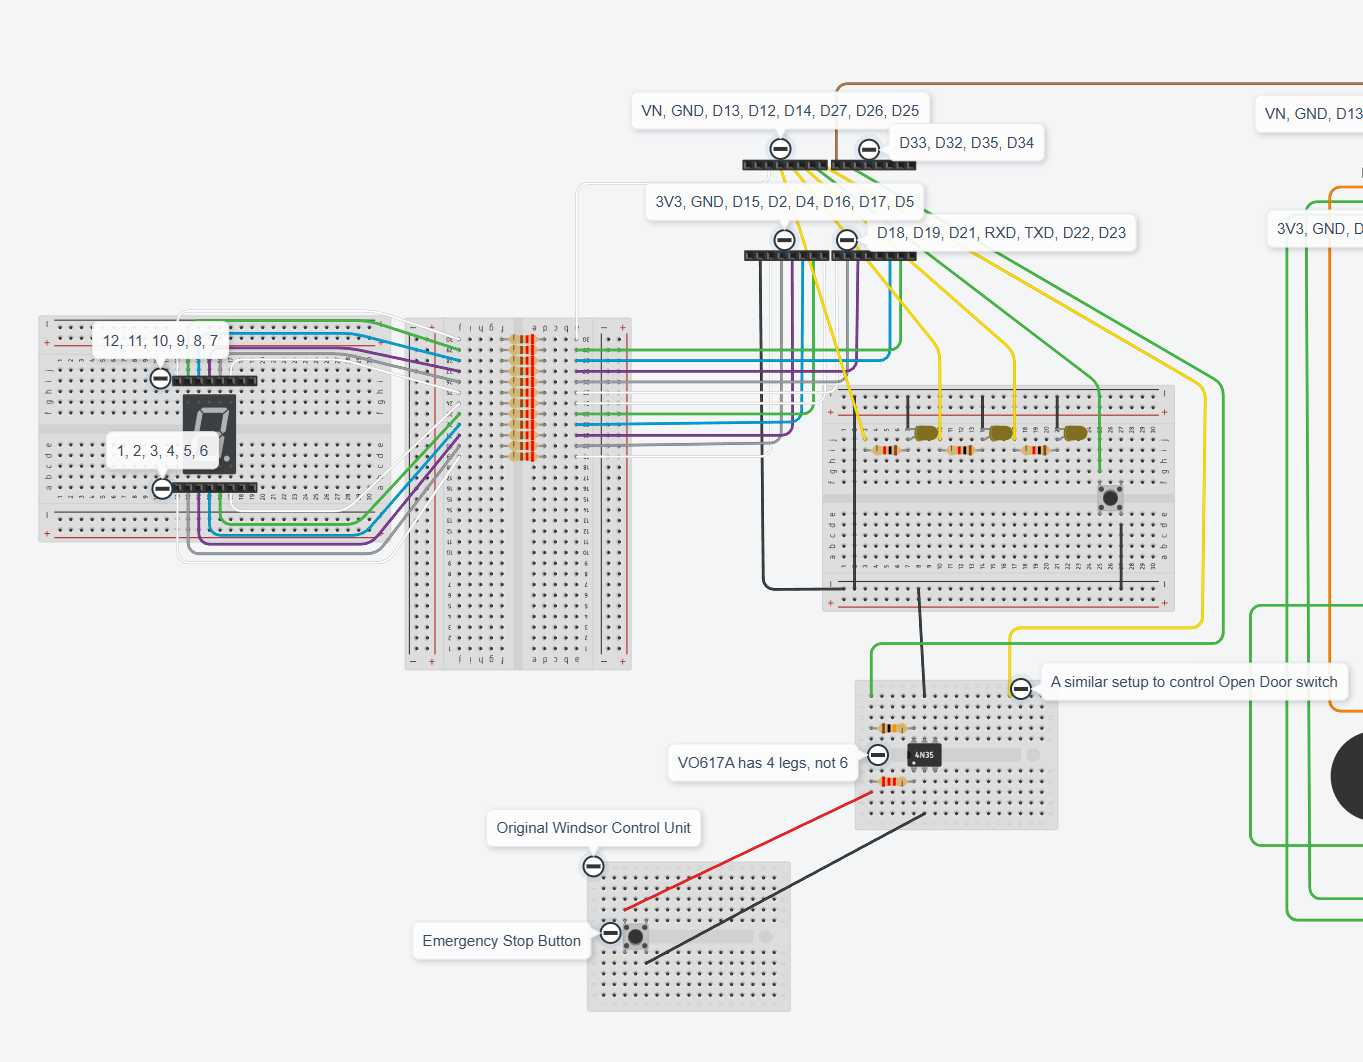 VN, GND, D13, D12, D14, D27, D26, D25
D33, D32, D35, D34
VN, GND, D13
3V3, GND, D15, D2, D4, D16, D17, D5
D18, D19, D21, RXD, TXD, D22, D23
3V3, GND, D
12, 11, 10, 9, 8, 7
1, 2, 3, 4, 5, 6
A similar setup to control Open Door switch
VO617A has 4 legs, not 6
4N35
Original Windsor Control Unit
Emergency Stop Button